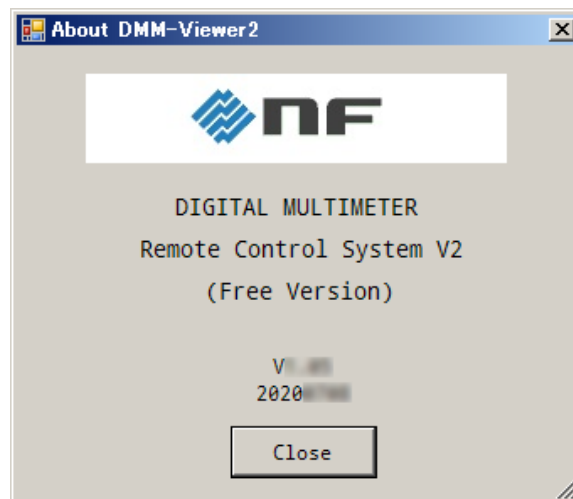 About DMM-Viewer2
nF
DIGITAL MULTIMETER
Remote Control System V2
(Free Version)
V
2020
Close